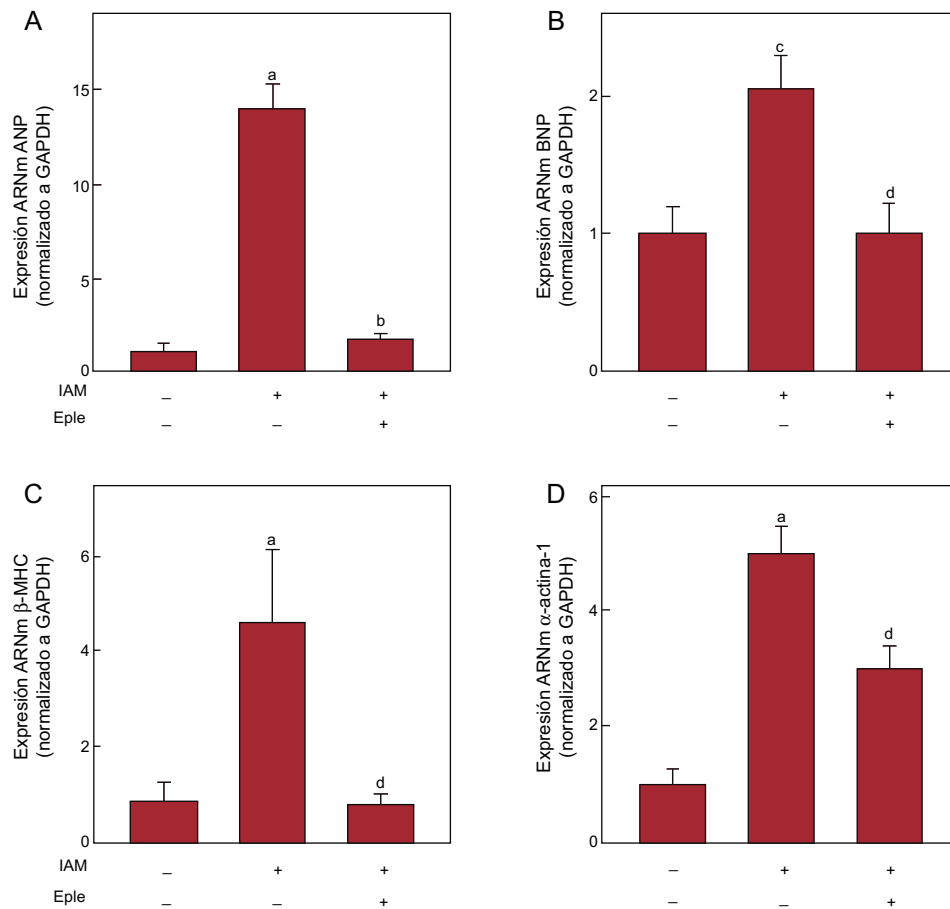 A
Expresión ARNm ANP
(normalizado a GAPDH)
15
10
5
0
a
b
IAM – + +
Eple – – +
B
Expresión ARNm BNP
(normalizado a GAPDH)
2
1
0
c
d
– + +
– – +
C
Expresión ARNm β-MHC
(normalizado a GAPDH)
6
4
2
0
a
d
IAM – + +
Eple – – +
D
Expresión ARNm α-actina-1
(normalizado a GAPDH)
6
4
2
0
a
d
– + +
– – +